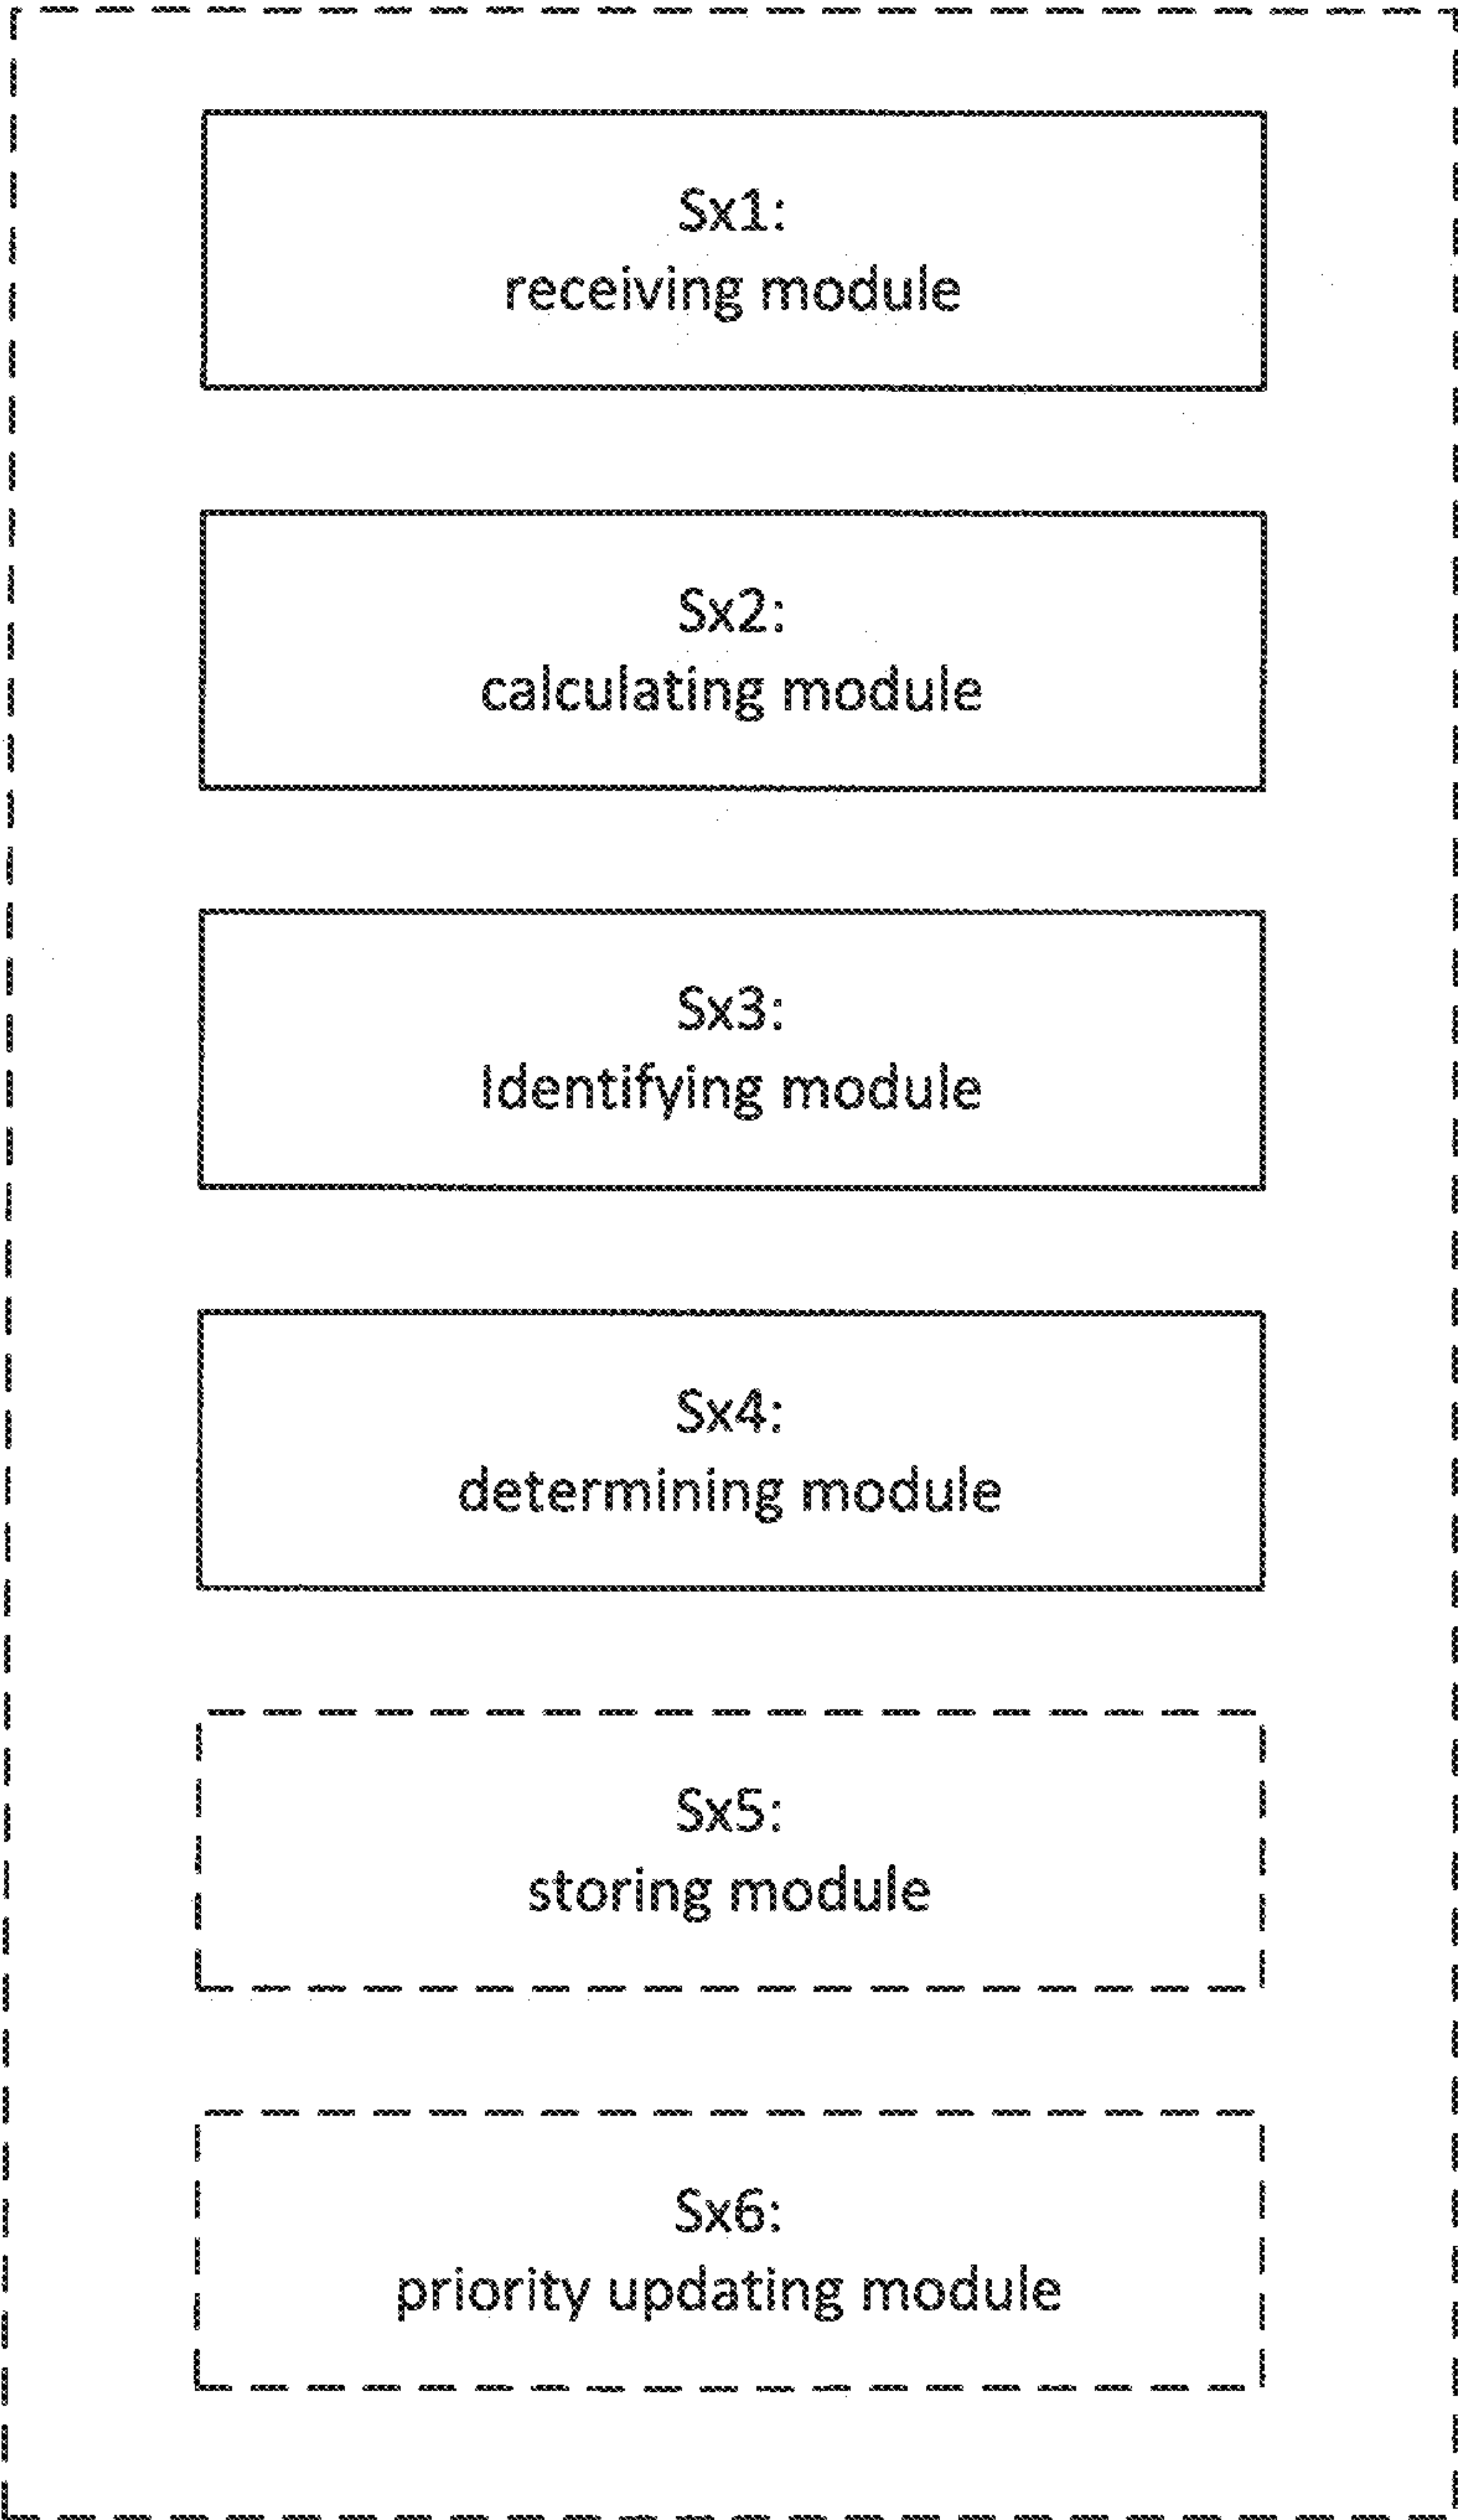 Sx1:
receiving module
Sx2:
calculating module
Sx3:
Identifying module
Sx4:
determining module
Sx5:
storing module
Sx6:
priority updating module